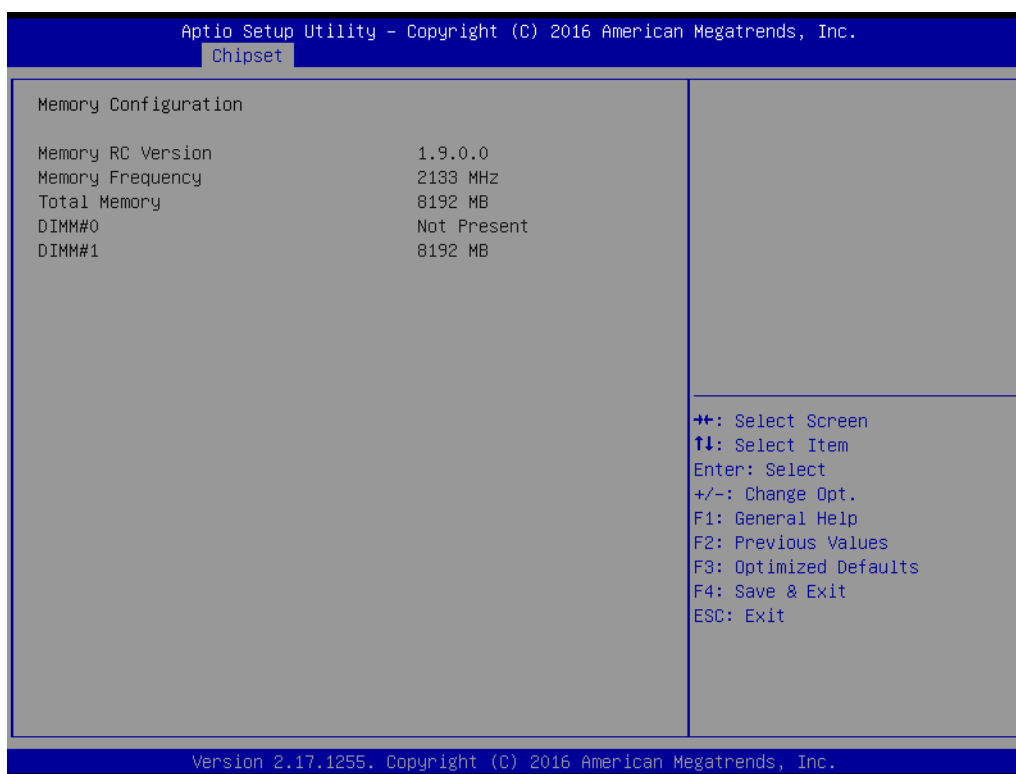 Aptio Setup Utility – Copyright (C) 2016 American Megatrends, Inc.
Chipset
Memory Configuration
Memory RC Version 1.9.0.0
Memory Frequency 2133 MHz
Total Memory 8192 MB
DIMM#0 Not Present
DIMM#1 8192 MB
→←: Select Screen
↑↓: Select Item
Enter: Select
+/-: Change Opt.
F1: General Help
F2: Previous Values
F3: Optimized Defaults
F4: Save & Exit
ESC: Exit
Version 2.17.1255. Copyright (C) 2016 American Megatrends, Inc.